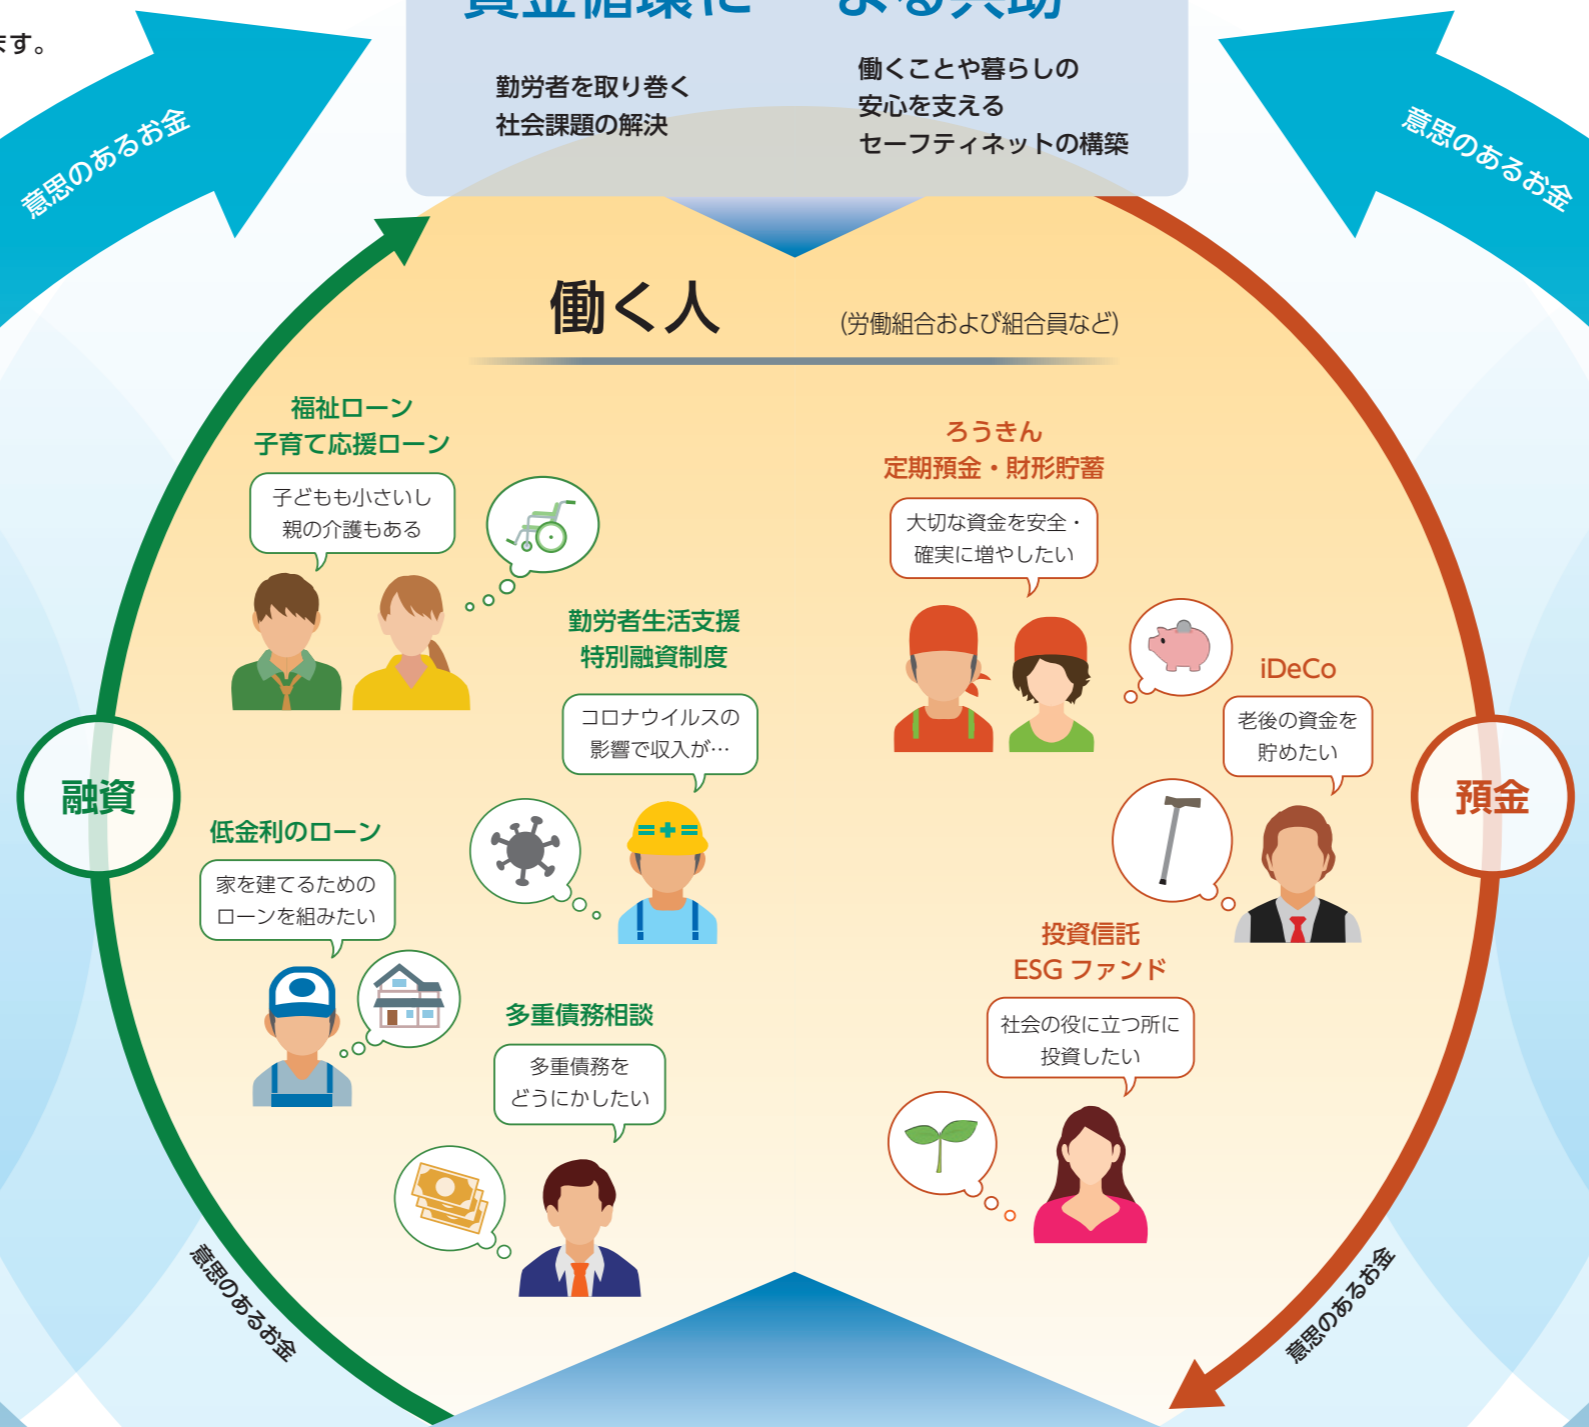 ます。
資金循環に よる共助
勤労者を取り巻く
社会課題の解決
働くことや暮らしの
安心を支える
セーフティネットの構築
意思のあるお金
意思のあるお金
働く人 (労働組合および組合員など)
福祉ローン
子育て応援ローン
子どもも小さいし
親の介護もある
勤労者生活支援
特別融資制度
コロナウイルスの
影響で収入が…
融資
低金利のローン
家を建てるための
ローンを組みたい
多重債務相談
多重債務を
どうにかしたい
ろうきん
定期預金・財形貯蓄
大切な資金を安全・
確実に増やしたい
iDeCo
老後の資金を
貯めたい
預金
投資信託
ESG ファンド
社会の役に立つ所に
投資したい
意思のあるお金
意思のあるお金